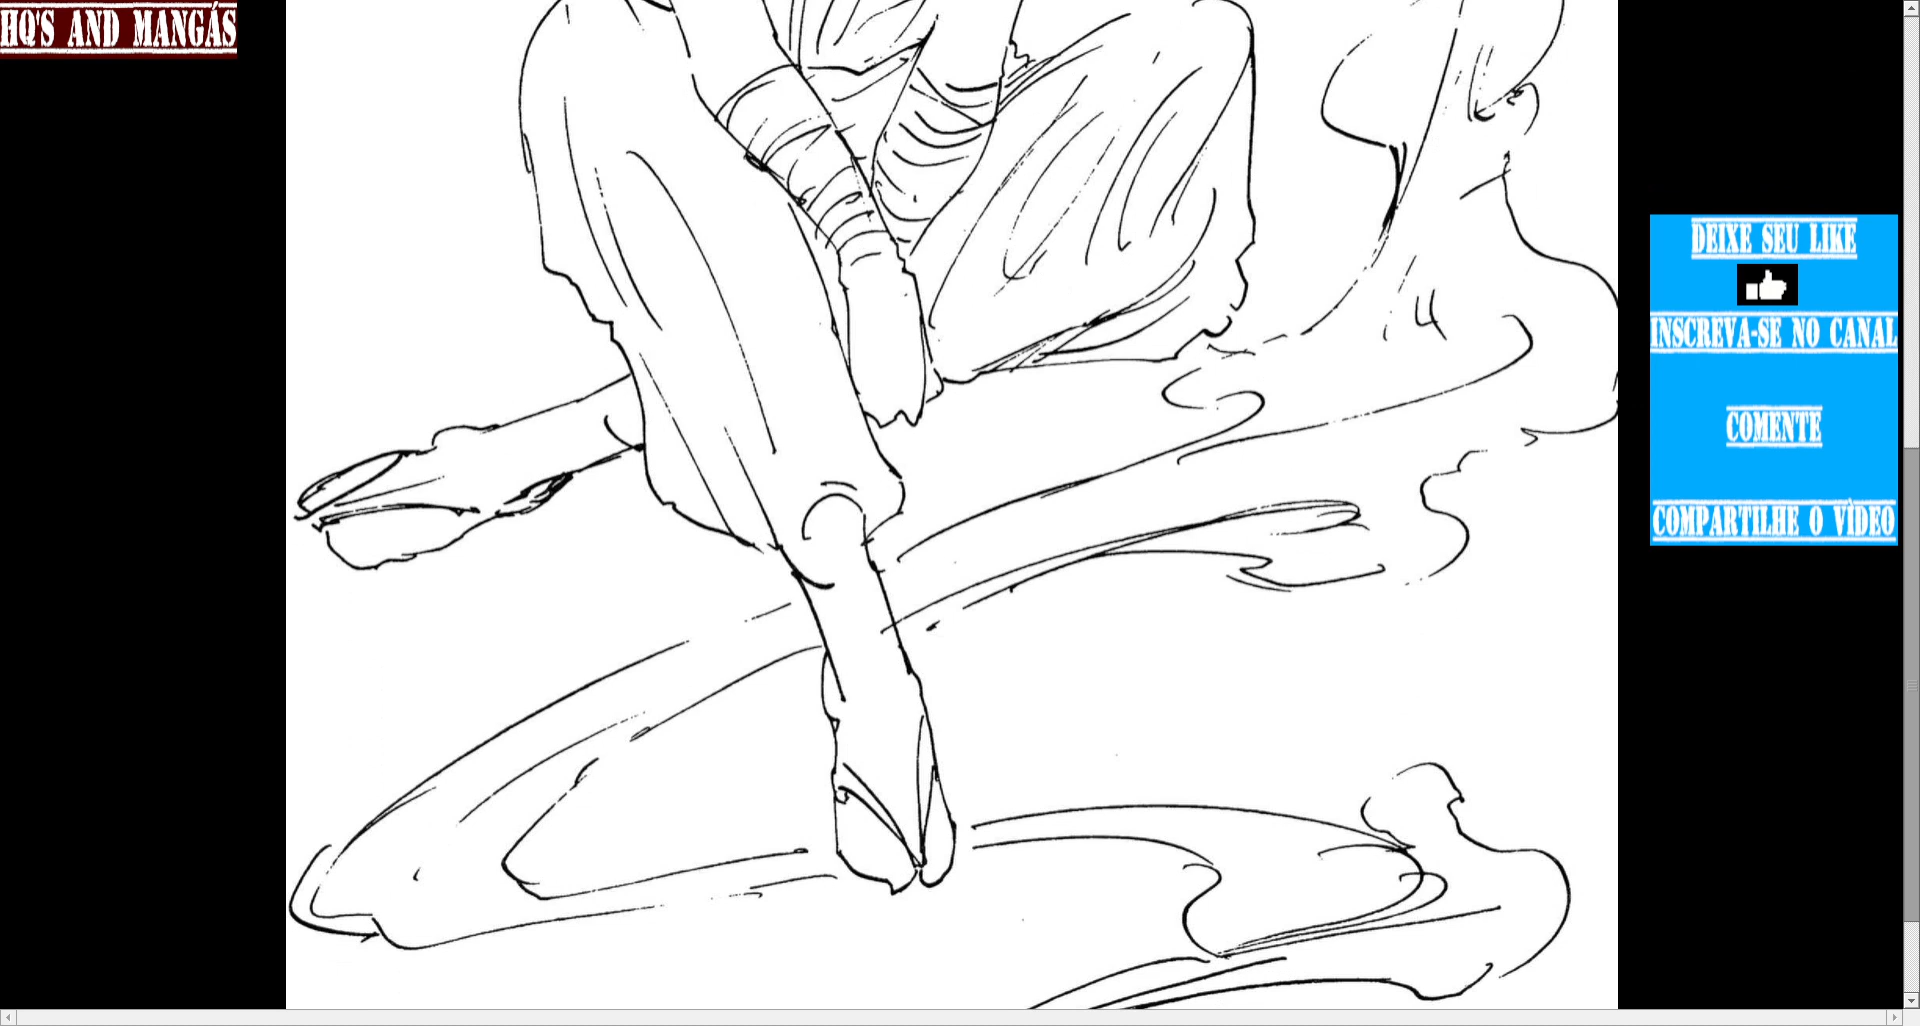 HQ'S AND MANGÁS
DEIXE SEU LIKE
INSCREVA-SE NO CANAL
COMENTE
COMPARTILHE O VÍDEO